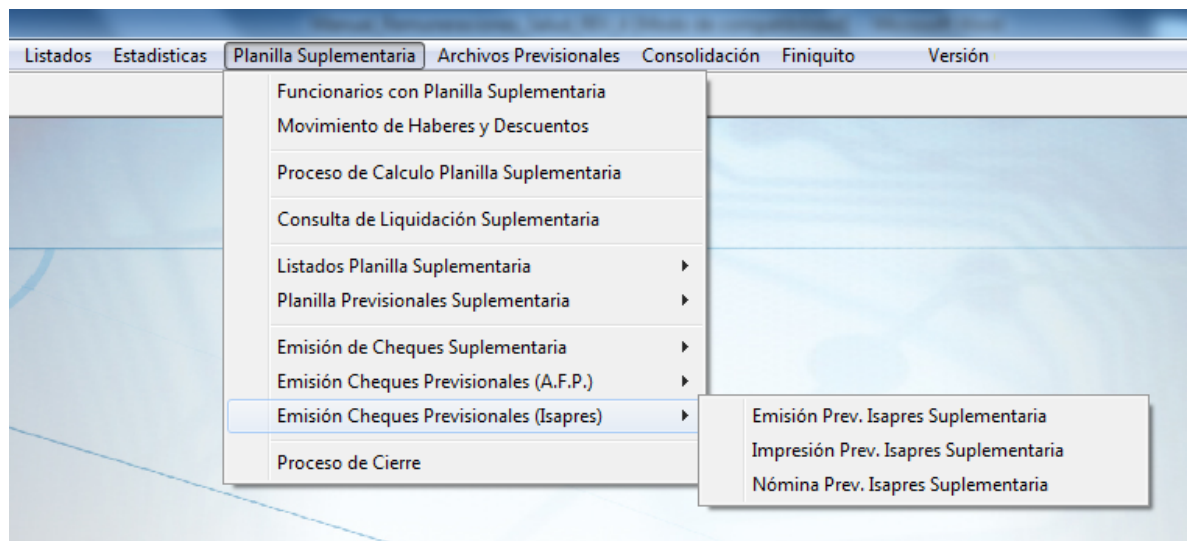 Listados Estadisticas Planilla Suplementaria Archivos Previsionales Consolidación Finiquito Versión
Funcionarios con Planilla Suplementaria
Movimiento de Haberes y Descuentos
Proceso de Calculo Planilla Suplementaria
Consulta de Liquidación Suplementaria
Listados Planilla Suplementaria
Planilla Previsionales Suplementaria
Emisión de Cheques Suplementaria
Emisión Cheques Previsionales (A.F.P.)
Emisión Cheques Previsionales (Isapres)
Proceso de Cierre
Emisión Prev. Isapres Suplementaria
Impresión Prev. Isapres Suplementaria
Nómina Prev. Isapres Suplementaria